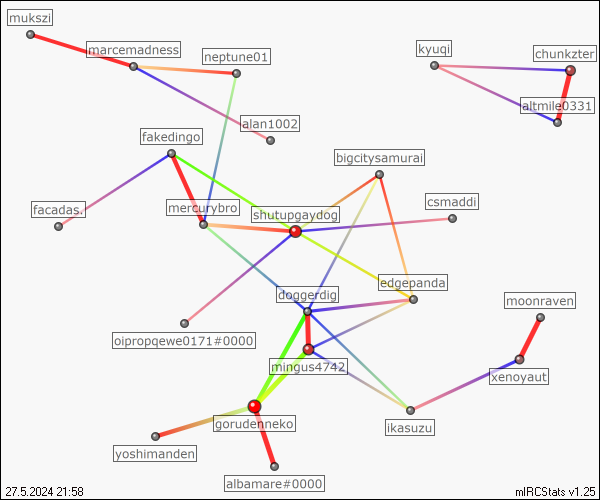 mukszi
marcemadness
neptune01
kyuqi
chunkzter
altmile0331
alan1002
fakedingo
bigcitysamurai
facadas.
mercurybro
shutupgaydog
csmaddi
edgepanda
doggerdig
moonraven
oipropqewe0171#0000
mingus4742
xenoyaut
gorudenneko
ikasuzu
yoshimanden
albamare#0000
27.5.2024 21:58
mIRCStats v1.25